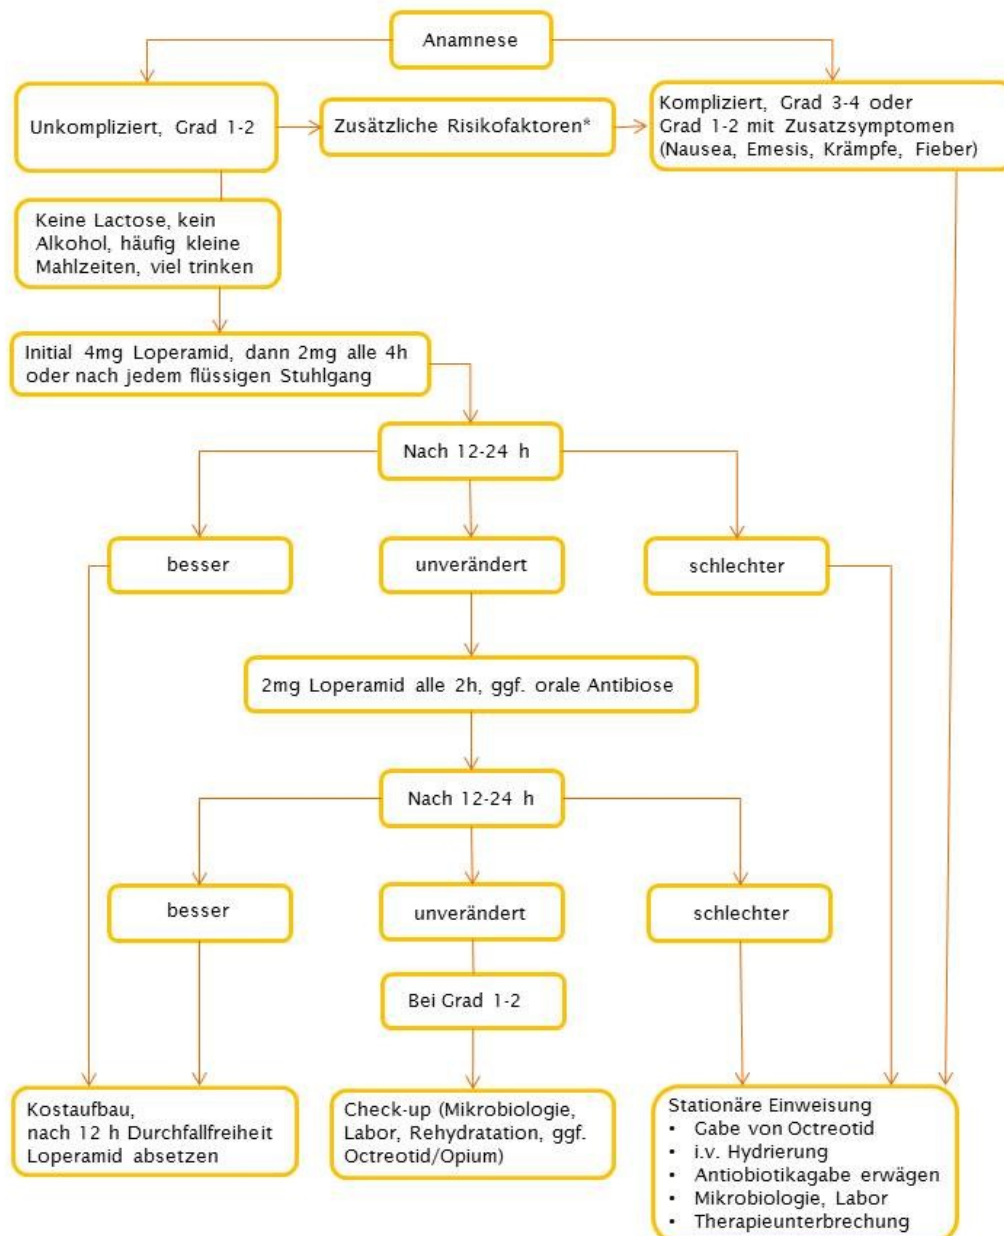 Anamnese
Unkompliziert, Grad 1-2
Zusätzliche Risikofaktoren*
Kompliziert, Grad 3-4 oder
Grad 1-2 mit Zusatzsymptomen
(Nausea, Emesis, Krämpfe, Fieber)
Keine Lactose, kein
Alkohol, häufig kleine
Mahlzeiten, viel trinken
Initial 4mg Loperamid, dann 2mg alle 4h
oder nach jedem flüssigen Stuhlgang
Nach 12-24 h
besser
unverändert
schlechter
2mg Loperamid alle 2h, ggf. orale Antibiose
Nach 12-24 h
besser
unverändert
schlechter
Bei Grad 1-2
Kostaufbau,
nach 12 h Durchfallfreiheit
Loperamid absetzen
Check-up (Mikrobiologie,
Labor, Rehydratation, ggf.
Octreotid/Opium)
Stationäre Einweisung
• Gabe von Octreotid
• i.v. Hydrierung
• Antiobiotikagabe erwägen
• Mikrobiologie, Labor
• Therapieunterbrechung